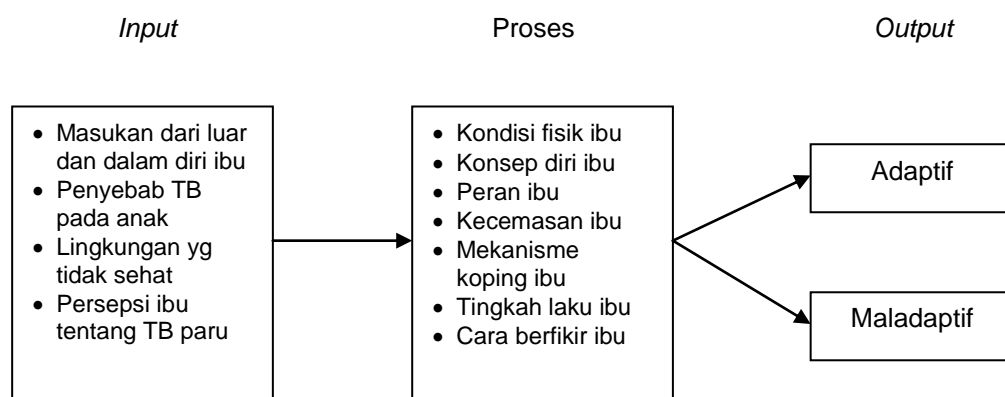 Input
Proses
Output
• Masukan dari luar
dan dalam diri ibu
• Penyebab TB
pada anak
• Lingkungan yg
tidak sehat
• Persepsi ibu
tentang TB paru
• Kondisi fisik ibu
• Konsep diri ibu
• Peran ibu
• Kecemasan ibu
• Mekanisme
koping ibu
• Tingkah laku ibu
• Cara berfikir ibu
Adaptif
Maladaptif